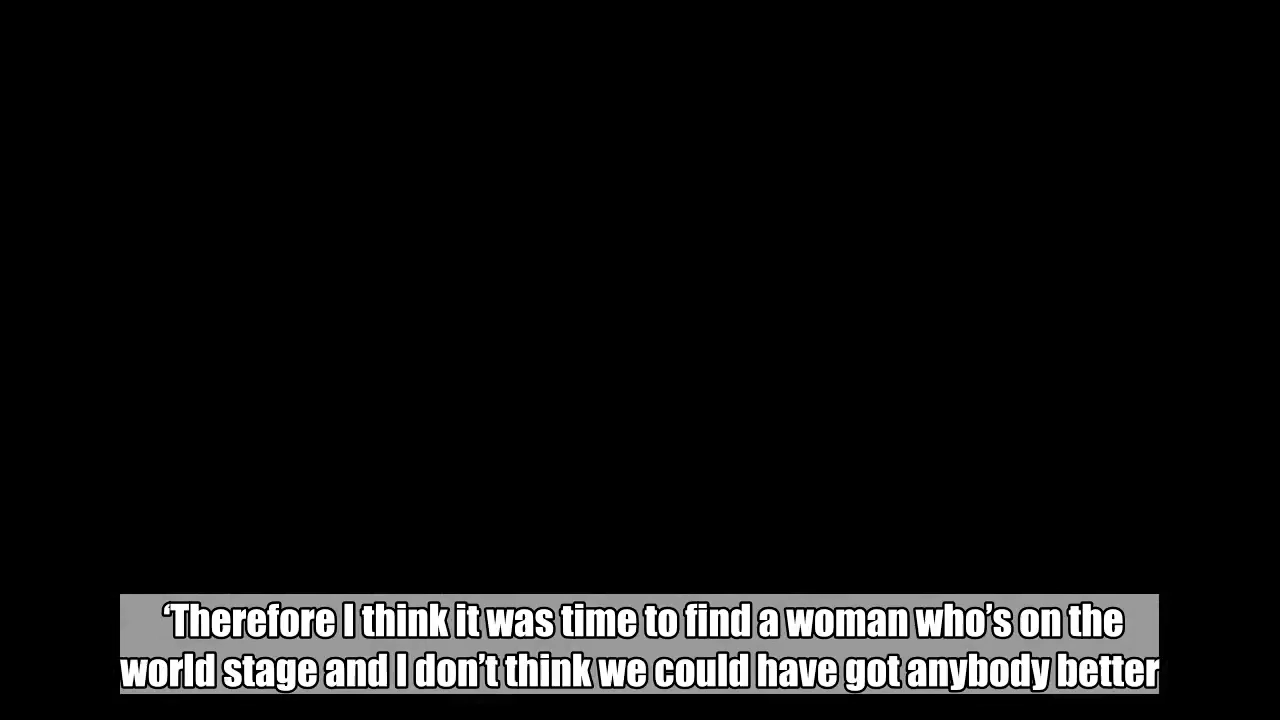 ‘Therefore I think it was time to find a woman who’s on the
world stage and I don’t think we could have got anybody better